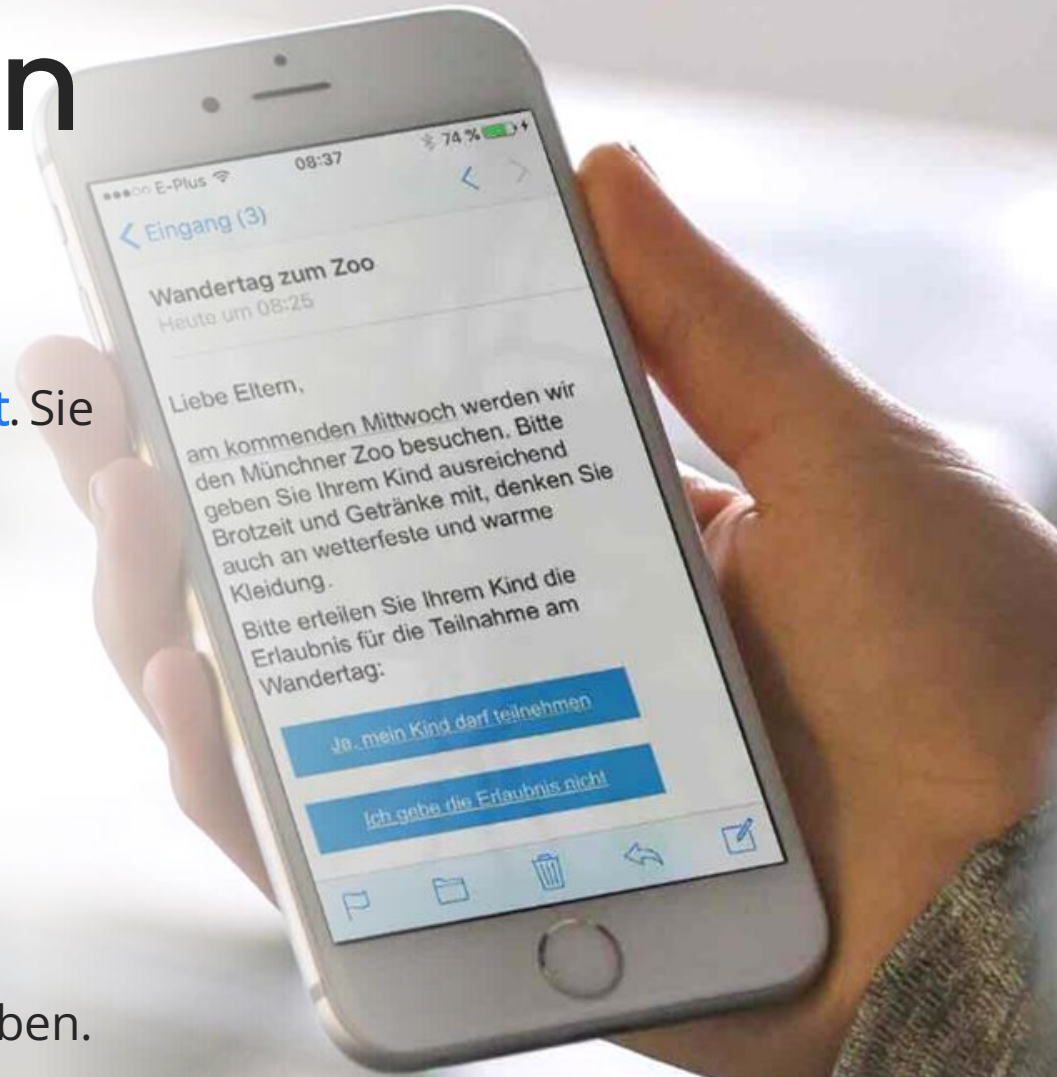 n
t. Sie
ben.
E-Plus
08:37
74 %
Eingang (3)
Wandertag zum Zoo
Heute um 08:25
Liebe Eltern,
am kommenden Mittwoch werden wir
den Münchner Zoo besuchen. Bitte
geben Sie Ihrem Kind ausreichend
Brotzeit und Getränke mit, denken Sie
auch an wetterfeste und warme
Kleidung.
Bitte erteilen Sie Ihrem Kind die
Erlaubnis für die Teilnahme am
Wandertag:
Ja, mein Kind darf teilnehmen
Ich gebe die Erlaubnis nicht